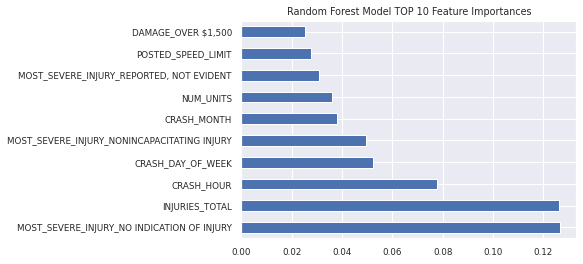 Random Forest Model TOP 10 Feature Importances
DAMAGE_OVER $1,500
POSTED_SPEED_LIMIT
MOST_SEVERE_INJURY_REPORTED, NOT EVIDENT
NUM_UNITS
CRASH_MONTH
MOST_SEVERE_INJURY_NONINCAPACITATING INJURY
CRASH_DAY_OF_WEEK
CRASH_HOUR
INJURIES_TOTAL
MOST_SEVERE_INJURY_NO INDICATION OF INJURY
0.00 0.02 0.04 0.06 0.08 0.10 0.12